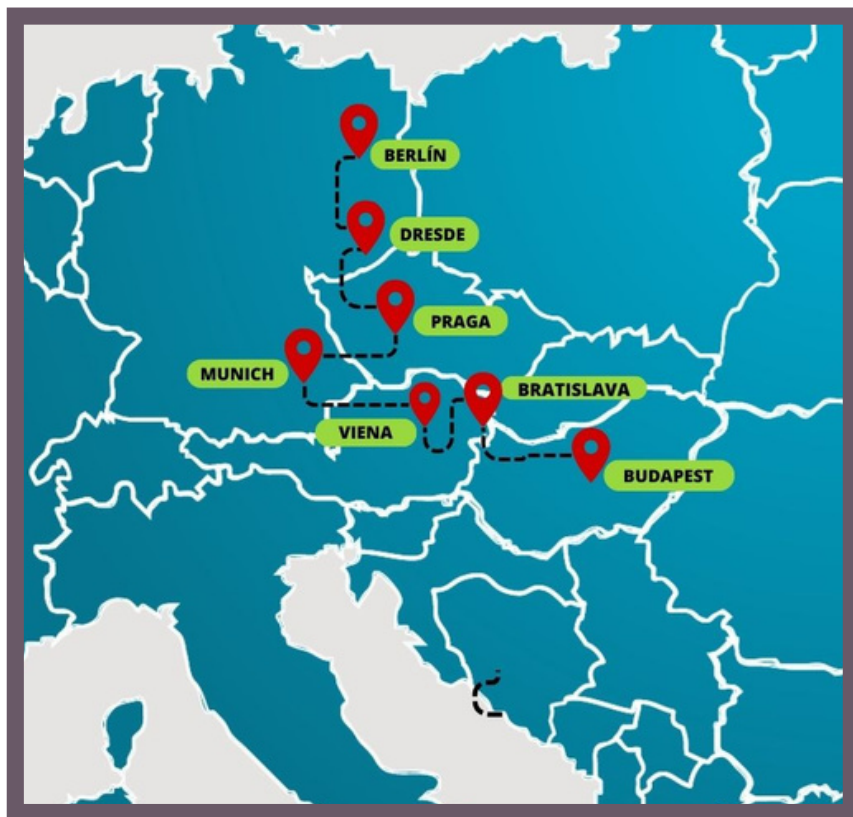 BERLÍN
DRESDE
PRAGA
MUNICH
BRATISLAVA
VIENA
BUDAPEST